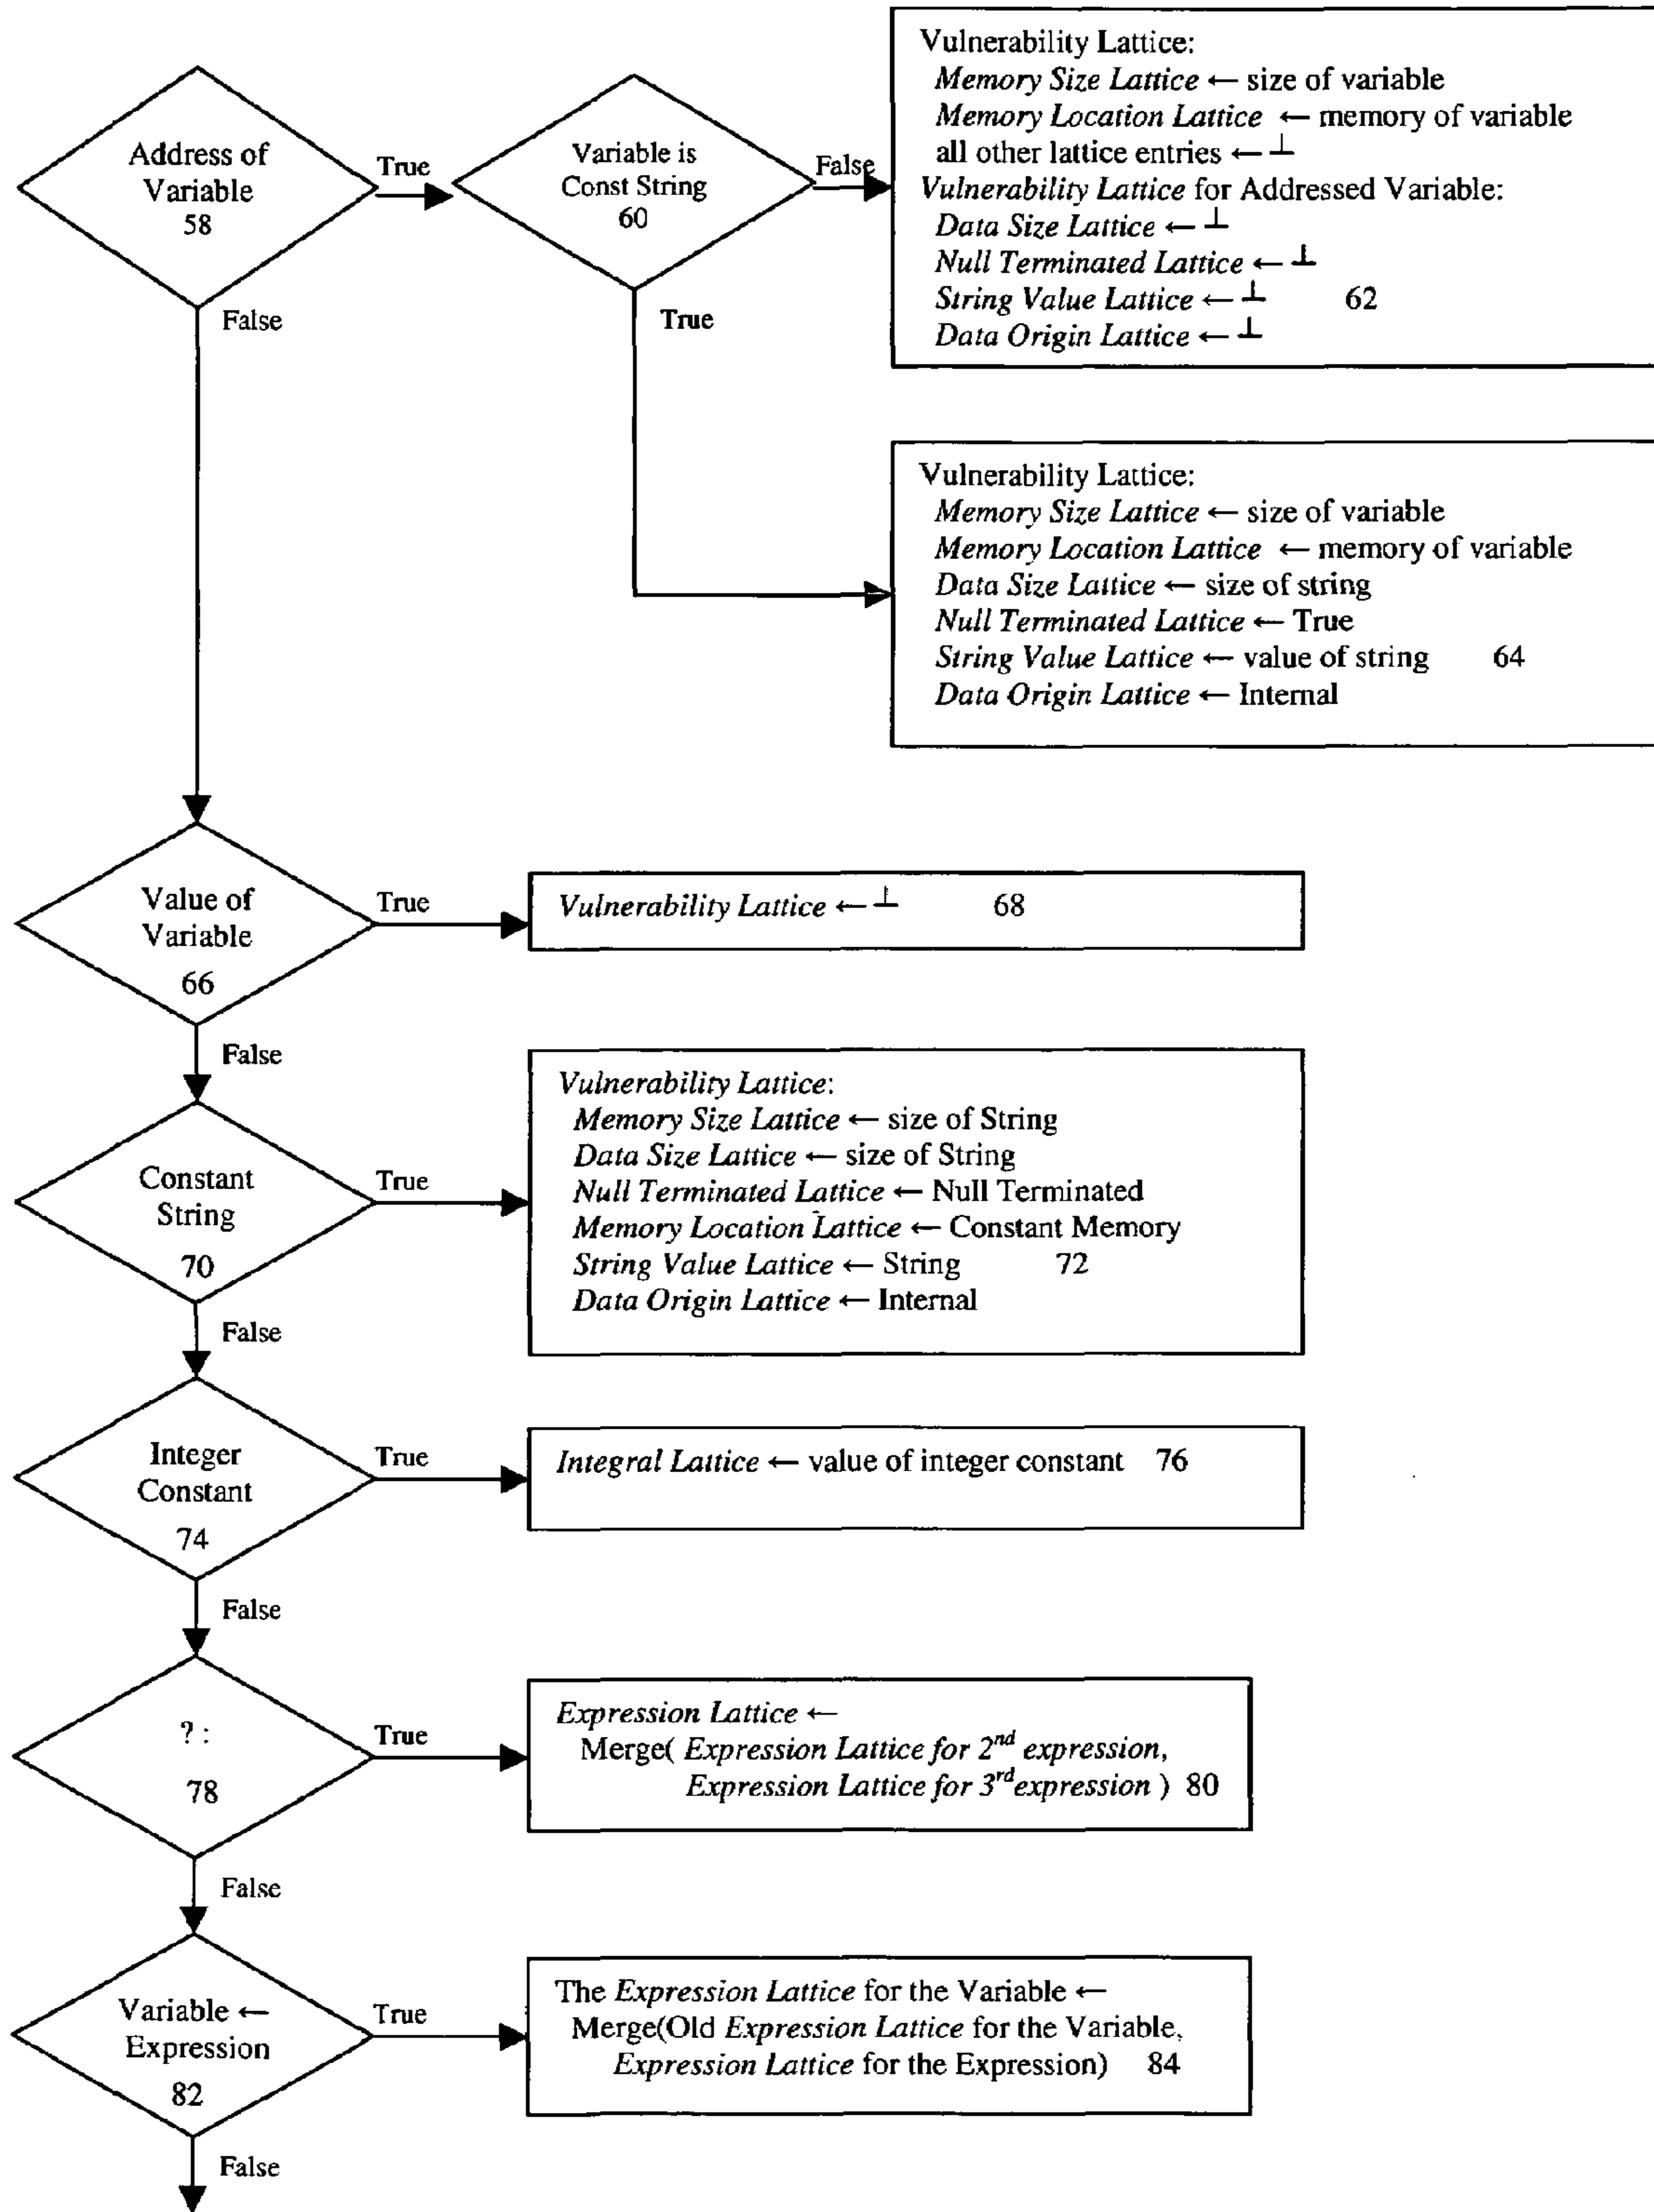 Address of
Variable
58
True
False
Variable is
Const String
60
False
True
Vulnerability Lattice:
Memory Size Lattice ← size of variable
Memory Location Lattice ← memory of variable
all other lattice entries ← ⊥
Vulnerability Lattice for Addressed Variable:
Data Size Lattice ← ⊥
Null Terminated Lattice ← ⊥
String Value Lattice ← ⊥ 62
Data Origin Lattice ← ⊥
Vulnerability Lattice:
Memory Size Lattice ← size of variable
Memory Location Lattice ← memory of variable
Data Size Lattice ← size of string
Null Terminated Lattice ← True
String Value Lattice ← value of string 64
Data Origin Lattice ← Internal
Value of
Variable
66
True
False
Vulnerability Lattice ← ⊥ 68
Constant
String
70
True
False
Vulnerability Lattice:
Memory Size Lattice ← size of String
Data Size Lattice ← size of String
Null Terminated Lattice ← Null Terminated
Memory Location Lattice ← Constant Memory
String Value Lattice ← String 72
Data Origin Lattice ← Internal
Integer
Constant
74
True
False
Integral Lattice ← value of integer constant 76
? :
78
True
False
Expression Lattice ←
Merge( Expression Lattice for 2nd expression,
Expression Lattice for 3rd expression ) 80
Variable ←
Expression
82
True
False
The Expression Lattice for the Variable ←
Merge(Old Expression Lattice for the Variable,
Expression Lattice for the Expression) 84